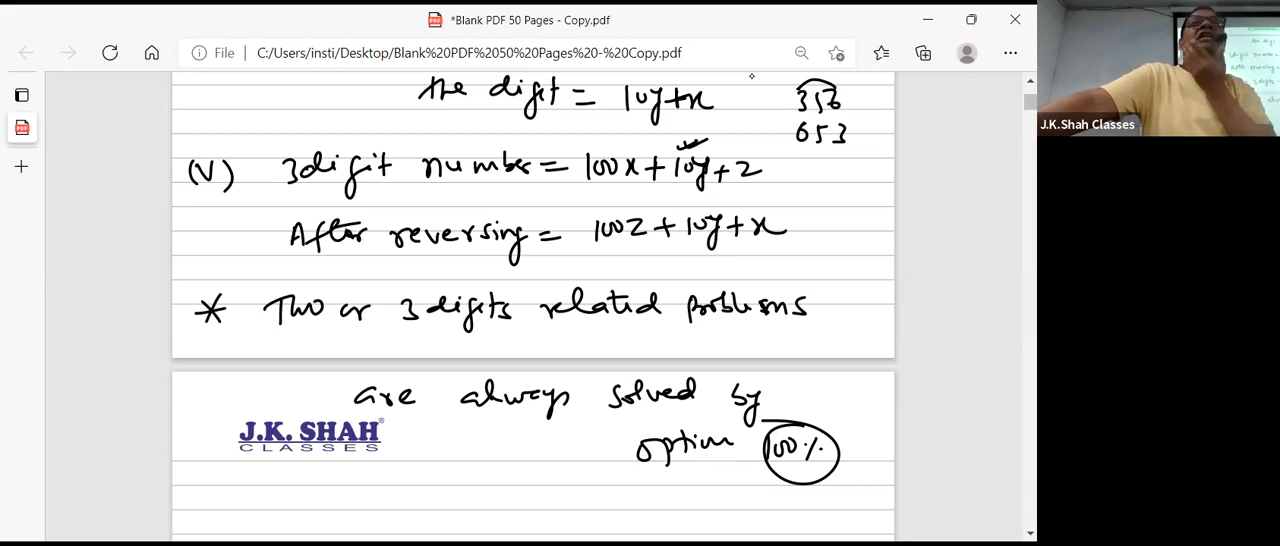 *Blank PDF 50 Pages - Copy.pdf
File | C:/Users/insti/Desktop/Blank%20PDF%2050%20Pages%20-%20Copy.pdf
the digit = 10y+x
356
653
(V) 3digit number = 100x + 10y + z
After reversing = 100z + 10y + x
* Two or 3 digits related problems
are always solved by
option 100%.
J.K. SHAH®
CLASSES
J.K.Shah Classes